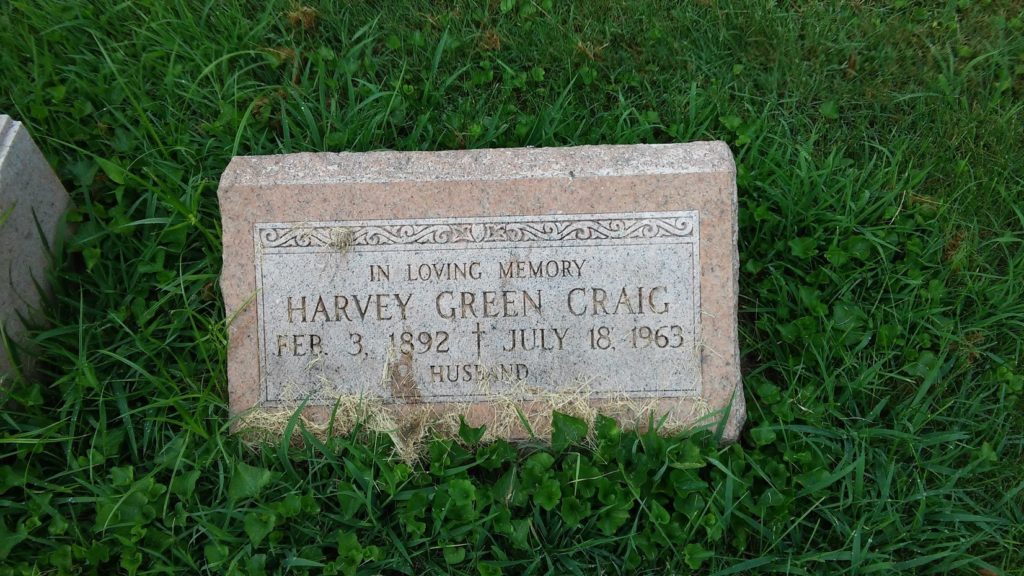 IN LOVING MEMORY
HARVEY GREEN CRAIG
FEB. 3, 1892 † JULY 18, 1963
HUSBAND